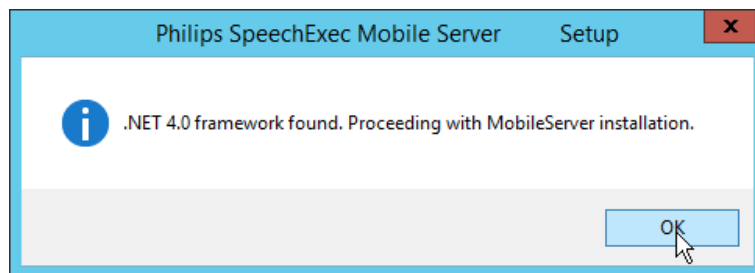 Philips SpeechExec Mobile Server Setup x
.NET 4.0 framework found. Proceeding with MobileServer installation.
OK